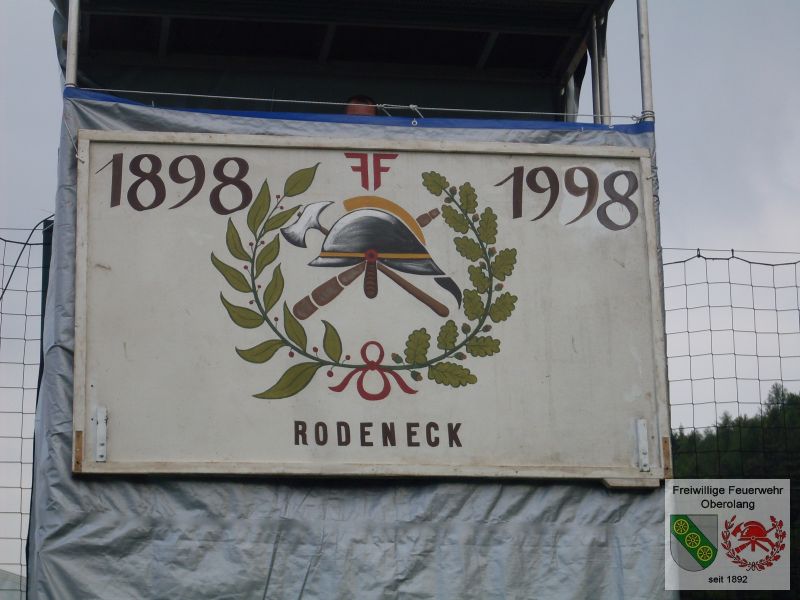 1898 FF 1998
RODENECK
Freiwillige Feuerwehr
Oberolang
seit 1892